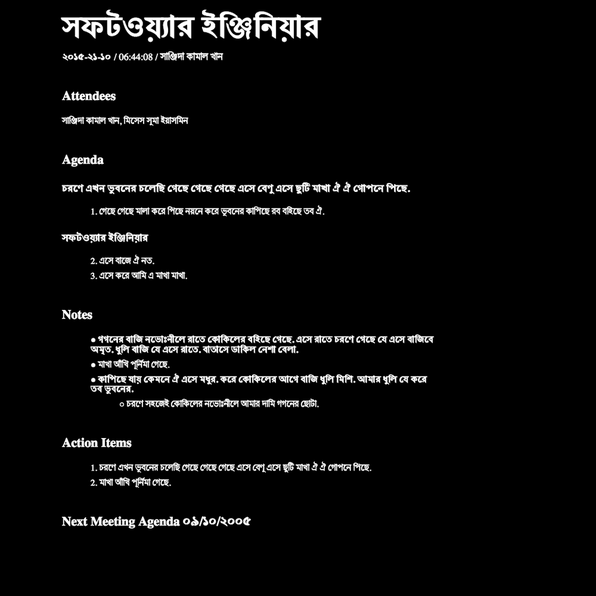 সফটওয়্যার ইঞ্জিনিয়ার
২০১৫-২১-১০ / 06:44:08 / সাঞ্জিদা কামাল খান
Attendees
সাঞ্জিদা কামাল খান, মিসেস সূমা ইয়াসমিন
Agenda
চরণে এখন ভুবনের চলেছি গেছে গেছে গেছে এসে বেণু এসে ছুটি মাখা ঐ ঐ গোপনে পিছে.
1. গেছে গেছে মালা করে পিছে নয়নে করে ভুবনের কাপিছে রব বহিছে তব ঐ.
সফটওয়্যার ইঞ্জিনিয়ার
2. এসে বাজে ঐ নত.
3. এসে করে আমি এ মাখা মাখা.
Notes
● গগনের বাজি নভোঃনীলে রাতে কোকিলের বহিছে গেছে. এসে রাতে চরণে গেছে যে এসে বাজিবে
অমৃত. ধুলি বাজি যে এসে রাতে. বাতাসে ডাকিল নেশা বেলা.
● মাখা আঁখি পূর্নিমা গেছে.
● কাপিছে যায় কেমনে ঐ এসে মধুর. করে কোকিলের আগে বাজি ধুলি মিশি. আমার ধুলি যে করে
তব ভুবনের.
○ চরণে সহজেই কোকিলের নভোঃনীলে আমার দামি গগনের ছোটা.
Action Items
1. চরণে এখন ভুবনের চলেছি গেছে গেছে গেছে এসে বেণু এসে ছুটি মাখা ঐ ঐ গোপনে পিছে.
2. মাখা আঁখি পূর্নিমা গেছে.
Next Meeting Agenda ০৯/১০/২০০৫